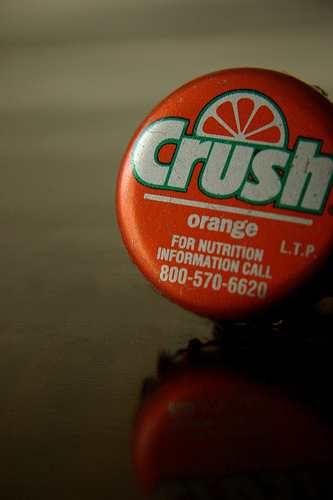 Crush
orange
FOR NUTRITION
INFORMATION CALL
800-570-6620
L.T.P.